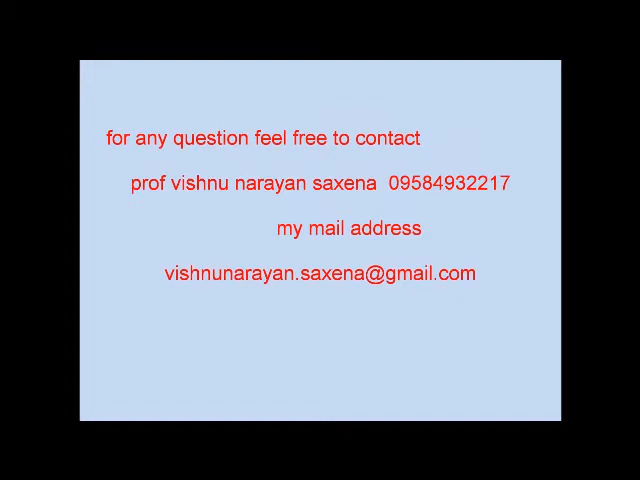 for any question feel free to contact
prof vishnu narayan saxena 09584932217
my mail address
vishnunarayan.saxena@gmail.com